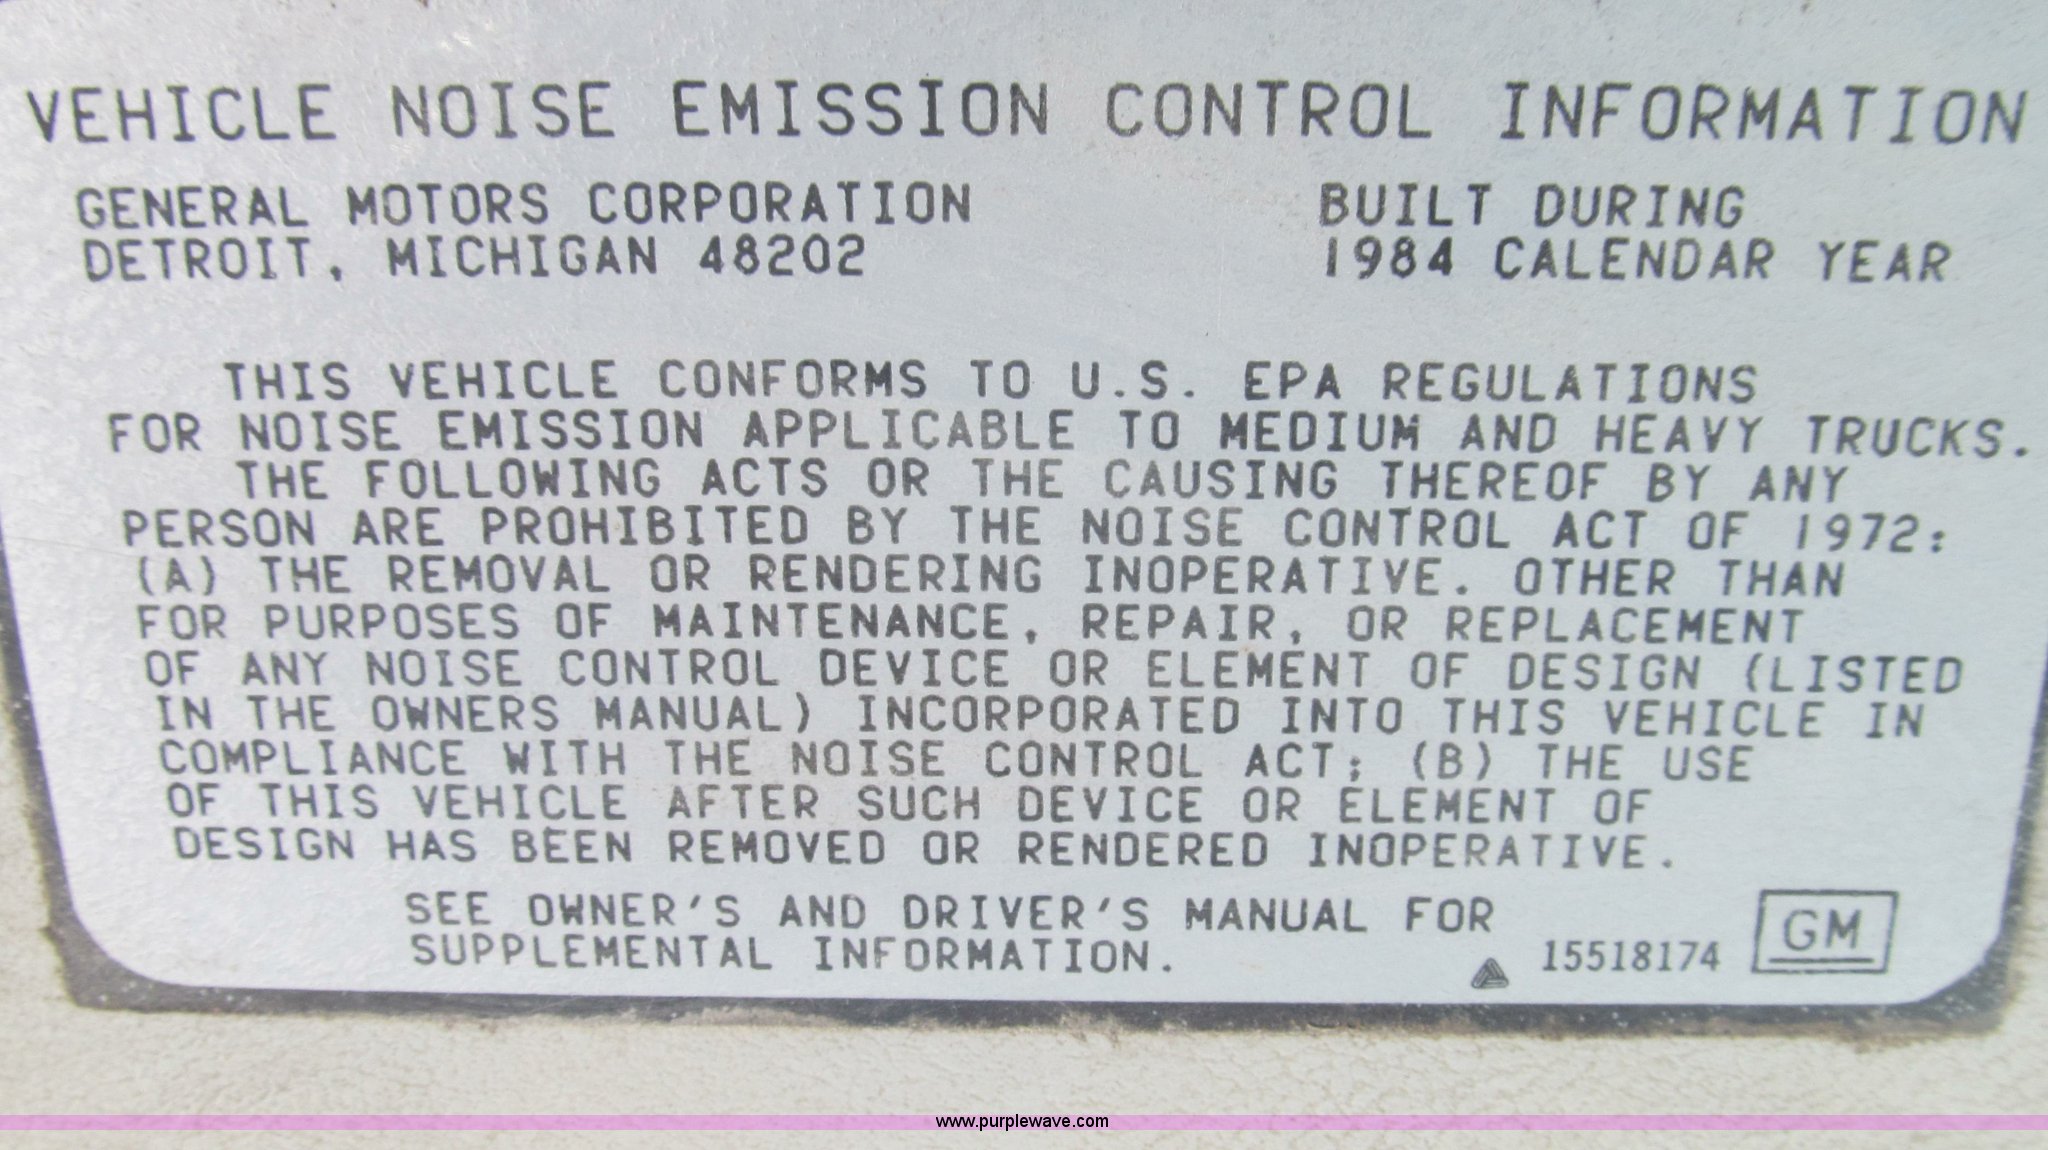 VEHICLE NOISE EMISSION CONTROL INFORMATION
GENERAL MOTORS CORPORATION
DETROIT, MICHIGAN 48202
BUILT DURING
1984 CALENDAR YEAR
THIS VEHICLE CONFORMS TO U.S. EPA REGULATIONS
FOR NOISE EMISSION APPLICABLE TO MEDIUM AND HEAVY TRUCKS.
THE FOLLOWING ACTS OR THE CAUSING THEREOF BY ANY
PERSON ARE PROHIBITED BY THE NOISE CONTROL ACT OF 1972:
(A) THE REMOVAL OR RENDERING INOPERATIVE. OTHER THAN
FOR PURPOSES OF MAINTENANCE, REPAIR, OR REPLACEMENT
OF ANY NOISE CONTROL DEVICE OR ELEMENT OF DESIGN (LISTED
IN THE OWNERS MANUAL) INCORPORATED INTO THIS VEHICLE IN
COMPLIANCE WITH THE NOISE CONTROL ACT; (B) THE USE
OF THIS VEHICLE AFTER SUCH DEVICE OR ELEMENT OF
DESIGN HAS BEEN REMOVED OR RENDERED INOPERATIVE.
SEE OWNER'S AND DRIVER'S MANUAL FOR
SUPPLEMENTAL INFORMATION.
15518174 GM
www.purplewave.com